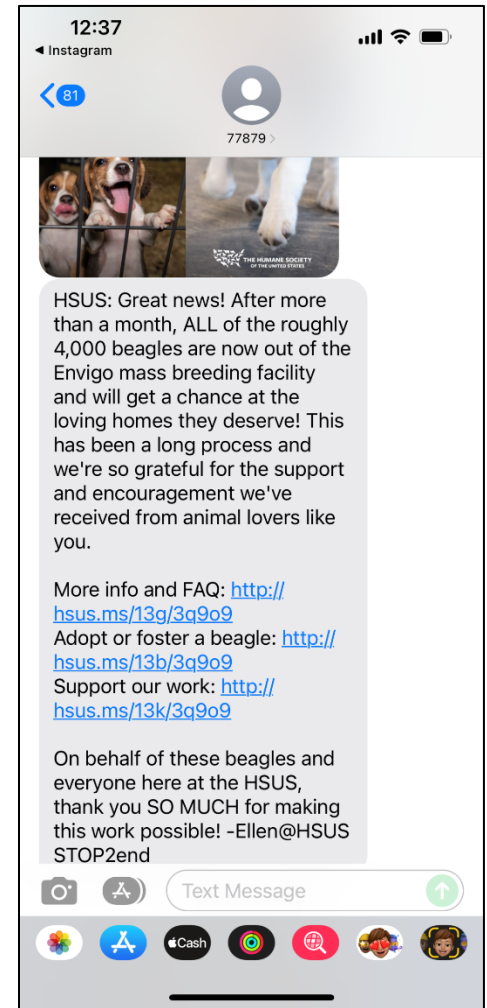 12:37
◀ Instagram
81
77879 >
THE HUMANE SOCIETY
OF THE UNITED STATES
HSUS: Great news! After more
than a month, ALL of the roughly
4,000 beagles are now out of the
Envigo mass breeding facility
and will get a chance at the
loving homes they deserve! This
has been a long process and
we're so grateful for the support
and encouragement we've
received from animal lovers like
you.
More info and FAQ: http://
hsus.ms/13g/3q9o9
Adopt or foster a beagle: http://
hsus.ms/13b/3q9o9
Support our work: http://
hsus.ms/13k/3q9o9
On behalf of these beagles and
everyone here at the HSUS,
thank you SO MUCH for making
this work possible! -Ellen@HSUS
STOP2end
Text Message
Cash